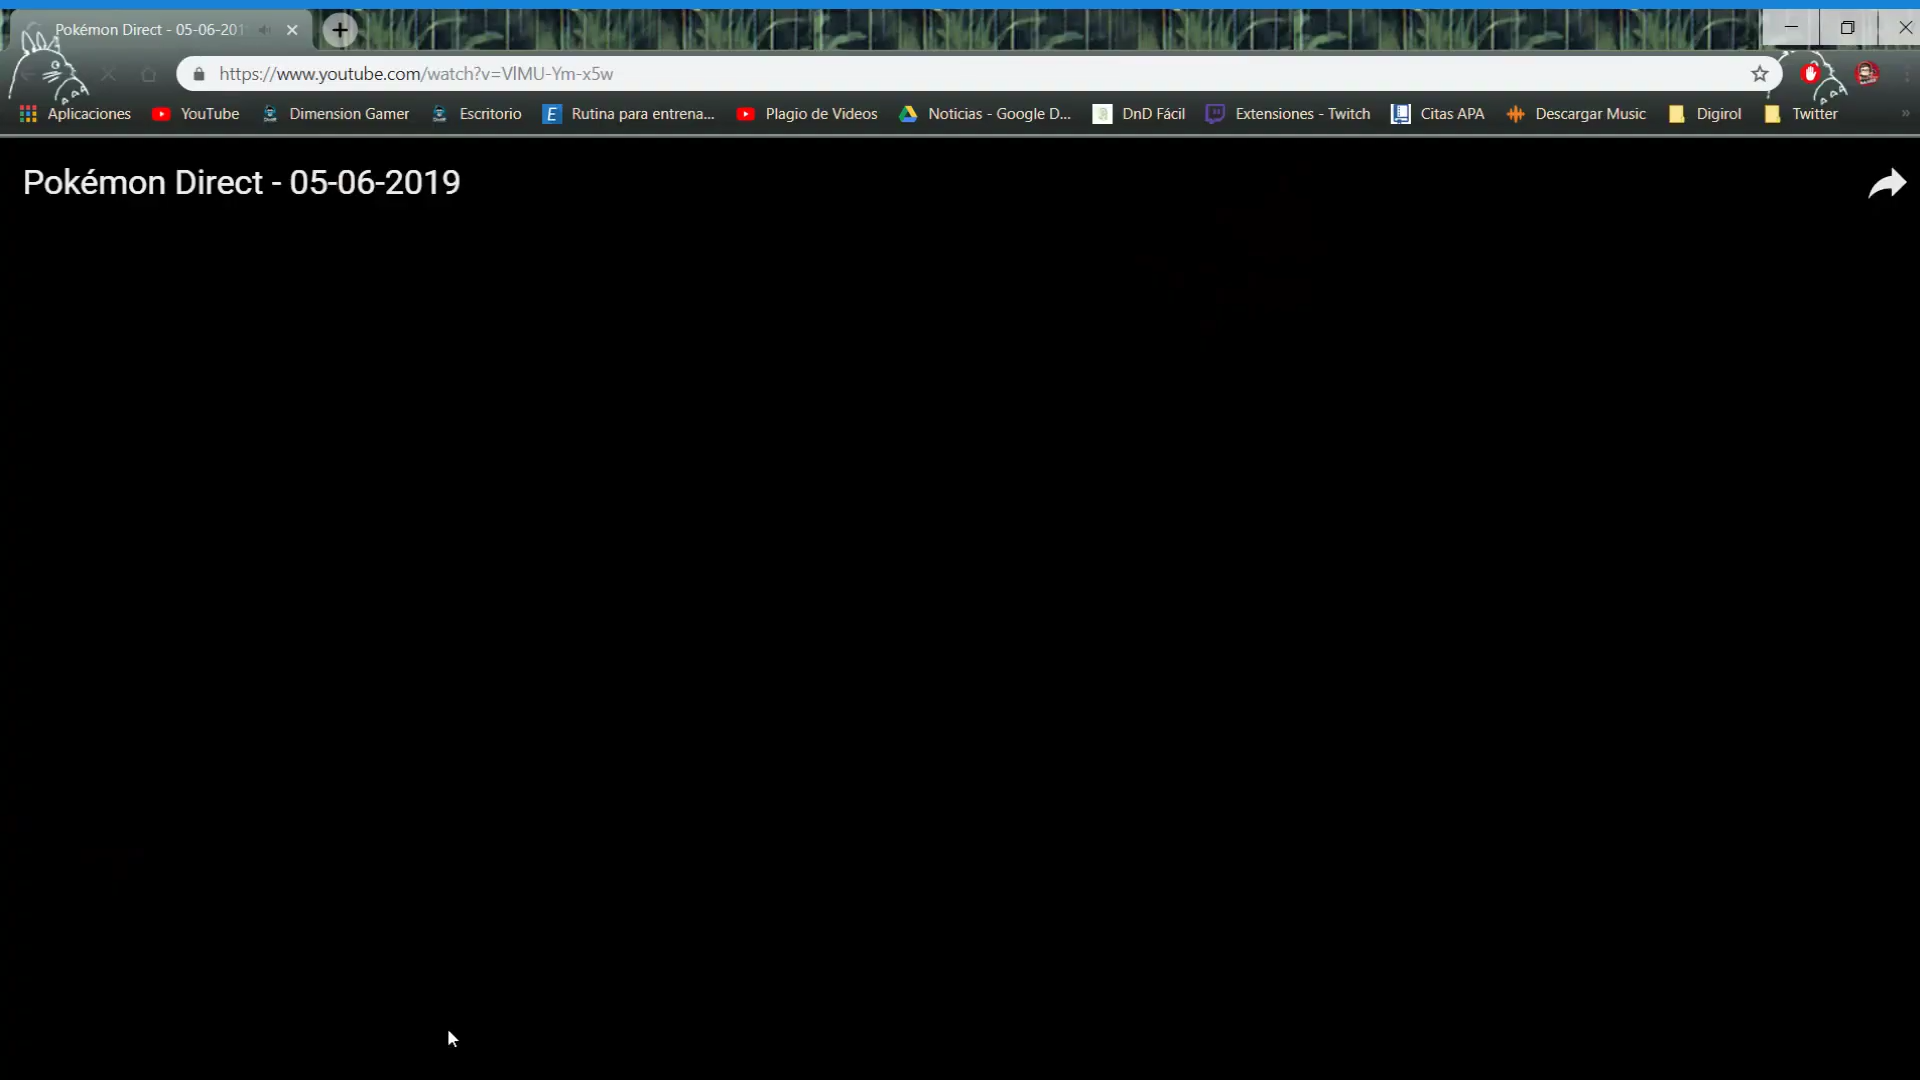 Pokémon Direct - 05-06-201
https://www.youtube.com/watch?v=VlMU-Ym-x5w
Aplicaciones YouTube Dimension Gamer Escritorio Rutina para entrena... Plagio de Videos Noticias - Google D... DnD Fácil Extensiones - Twitch Citas APA Descargar Music Digirol Twitter »
Pokémon Direct - 05-06-2019